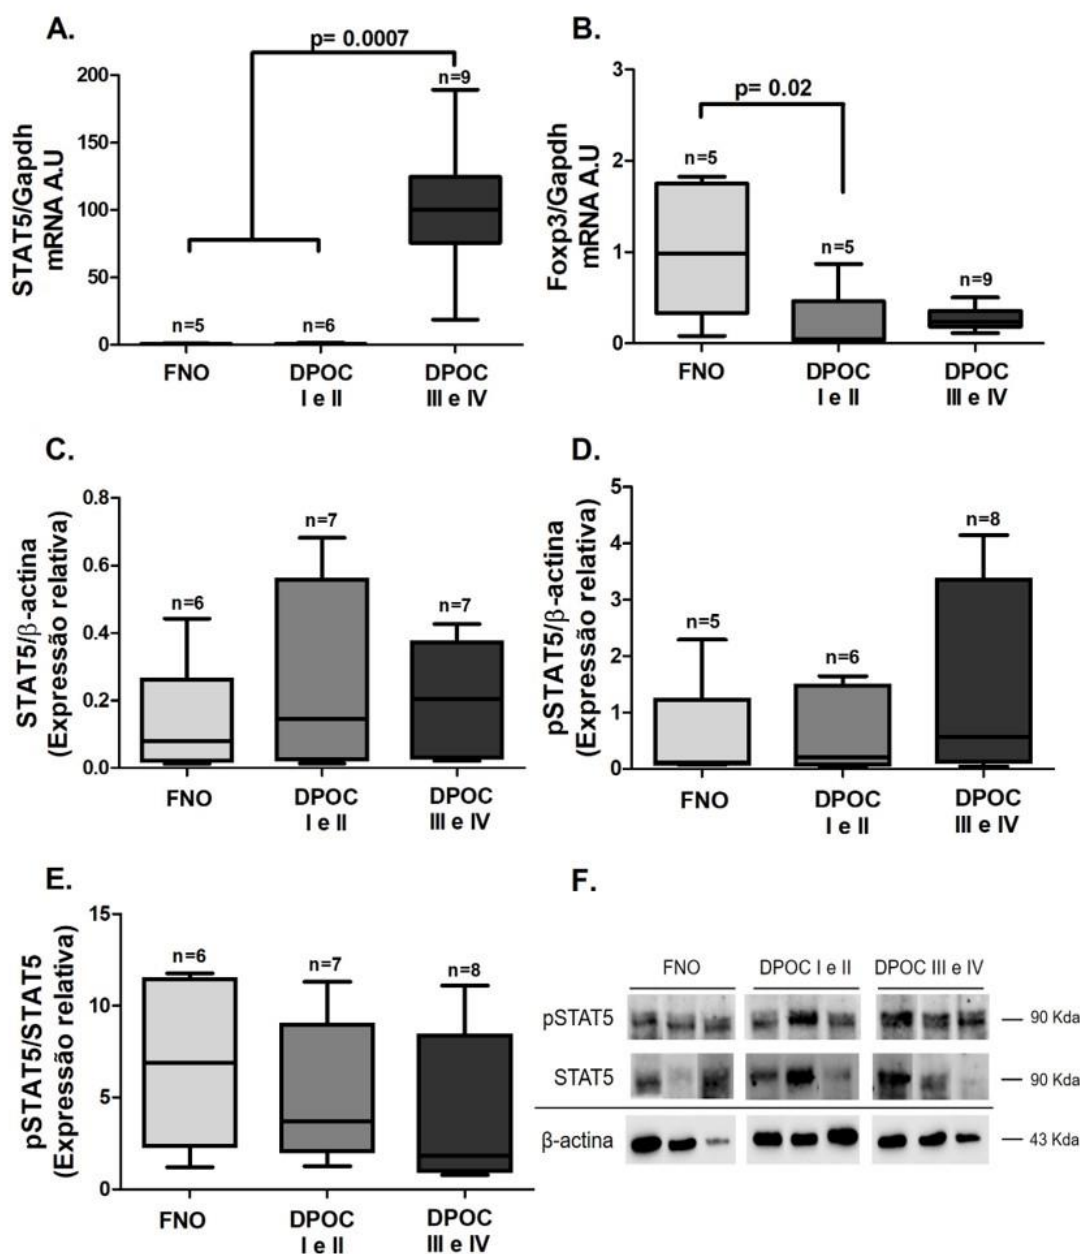 A.
p= 0.0007
STAT5/Gapdh
mRNA A.U
200
150
100
50
0
n=5
n=6
n=9
FNO
DPOC
I e II
DPOC
III e IV
B.
p= 0.02
Foxp3/Gapdh
mRNA A.U
3
2
1
0
n=5
n=5
n=9
FNO
DPOC
I e II
DPOC
III e IV
C.
STAT5/β-actina
(Expressão relativa)
0.8
0.6
0.4
0.2
0.0
n=6
n=7
n=7
FNO
DPOC
I e II
DPOC
III e IV
D.
pSTAT5/β-actina
(Expressão relativa)
5
4
3
2
1
0
n=5
n=6
n=8
FNO
DPOC
I e II
DPOC
III e IV
E.
pSTAT5/STAT5
(Expressão relativa)
15
10
5
0
n=6
n=7
n=8
FNO
DPOC
I e II
DPOC
III e IV
F.
FNO DPOC I e II DPOC III e IV
pSTAT5 — 90 Kda
STAT5 — 90 Kda
β-actina — 43 Kda